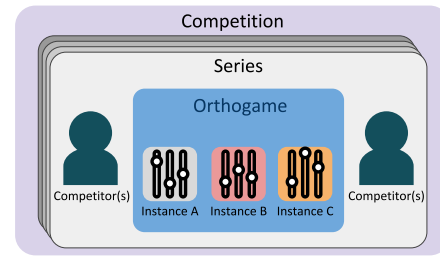 Competition
Series
Orthogame
Competitor(s)
Instance A
Instance B
Instance C
Competitor(s)